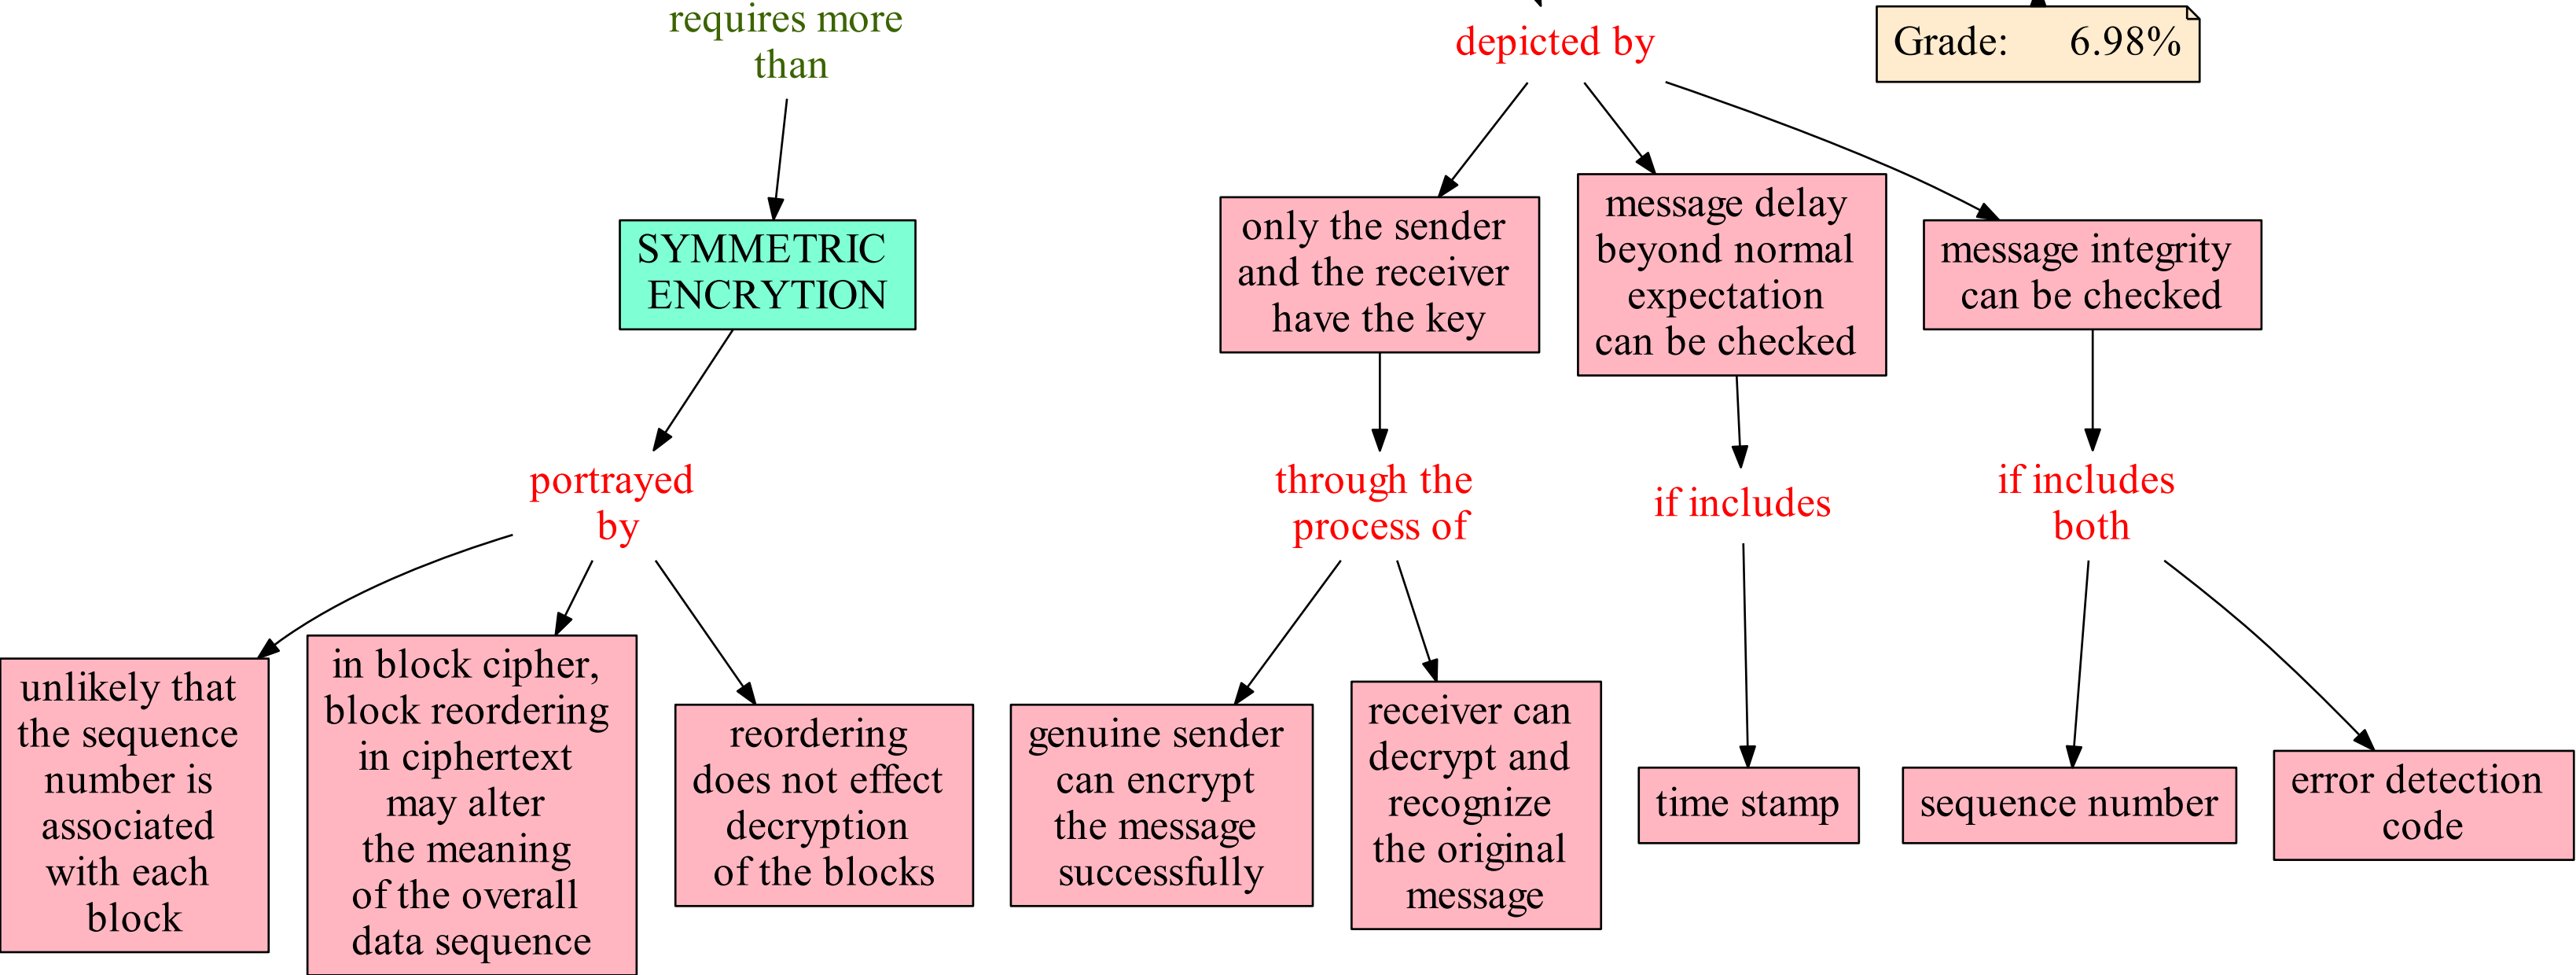 requires more
than
depicted by
Grade: 6.98%
SYMMETRIC
ENCRYTION
only the sender
and the receiver
have the key
message delay
beyond normal
expectation
can be checked
message integrity
can be checked
portrayed
by
through the
process of
if includes
if includes
both
unlikely that
the sequence
number is
associated
with each
block
in block cipher,
block reordering
in ciphertext
may alter
the meaning
of the overall
data sequence
reordering
does not effect
decryption
of the blocks
genuine sender
can encrypt
the message
successfully
receiver can
decrypt and
recognize
the original
message
time stamp
sequence number
error detection
code